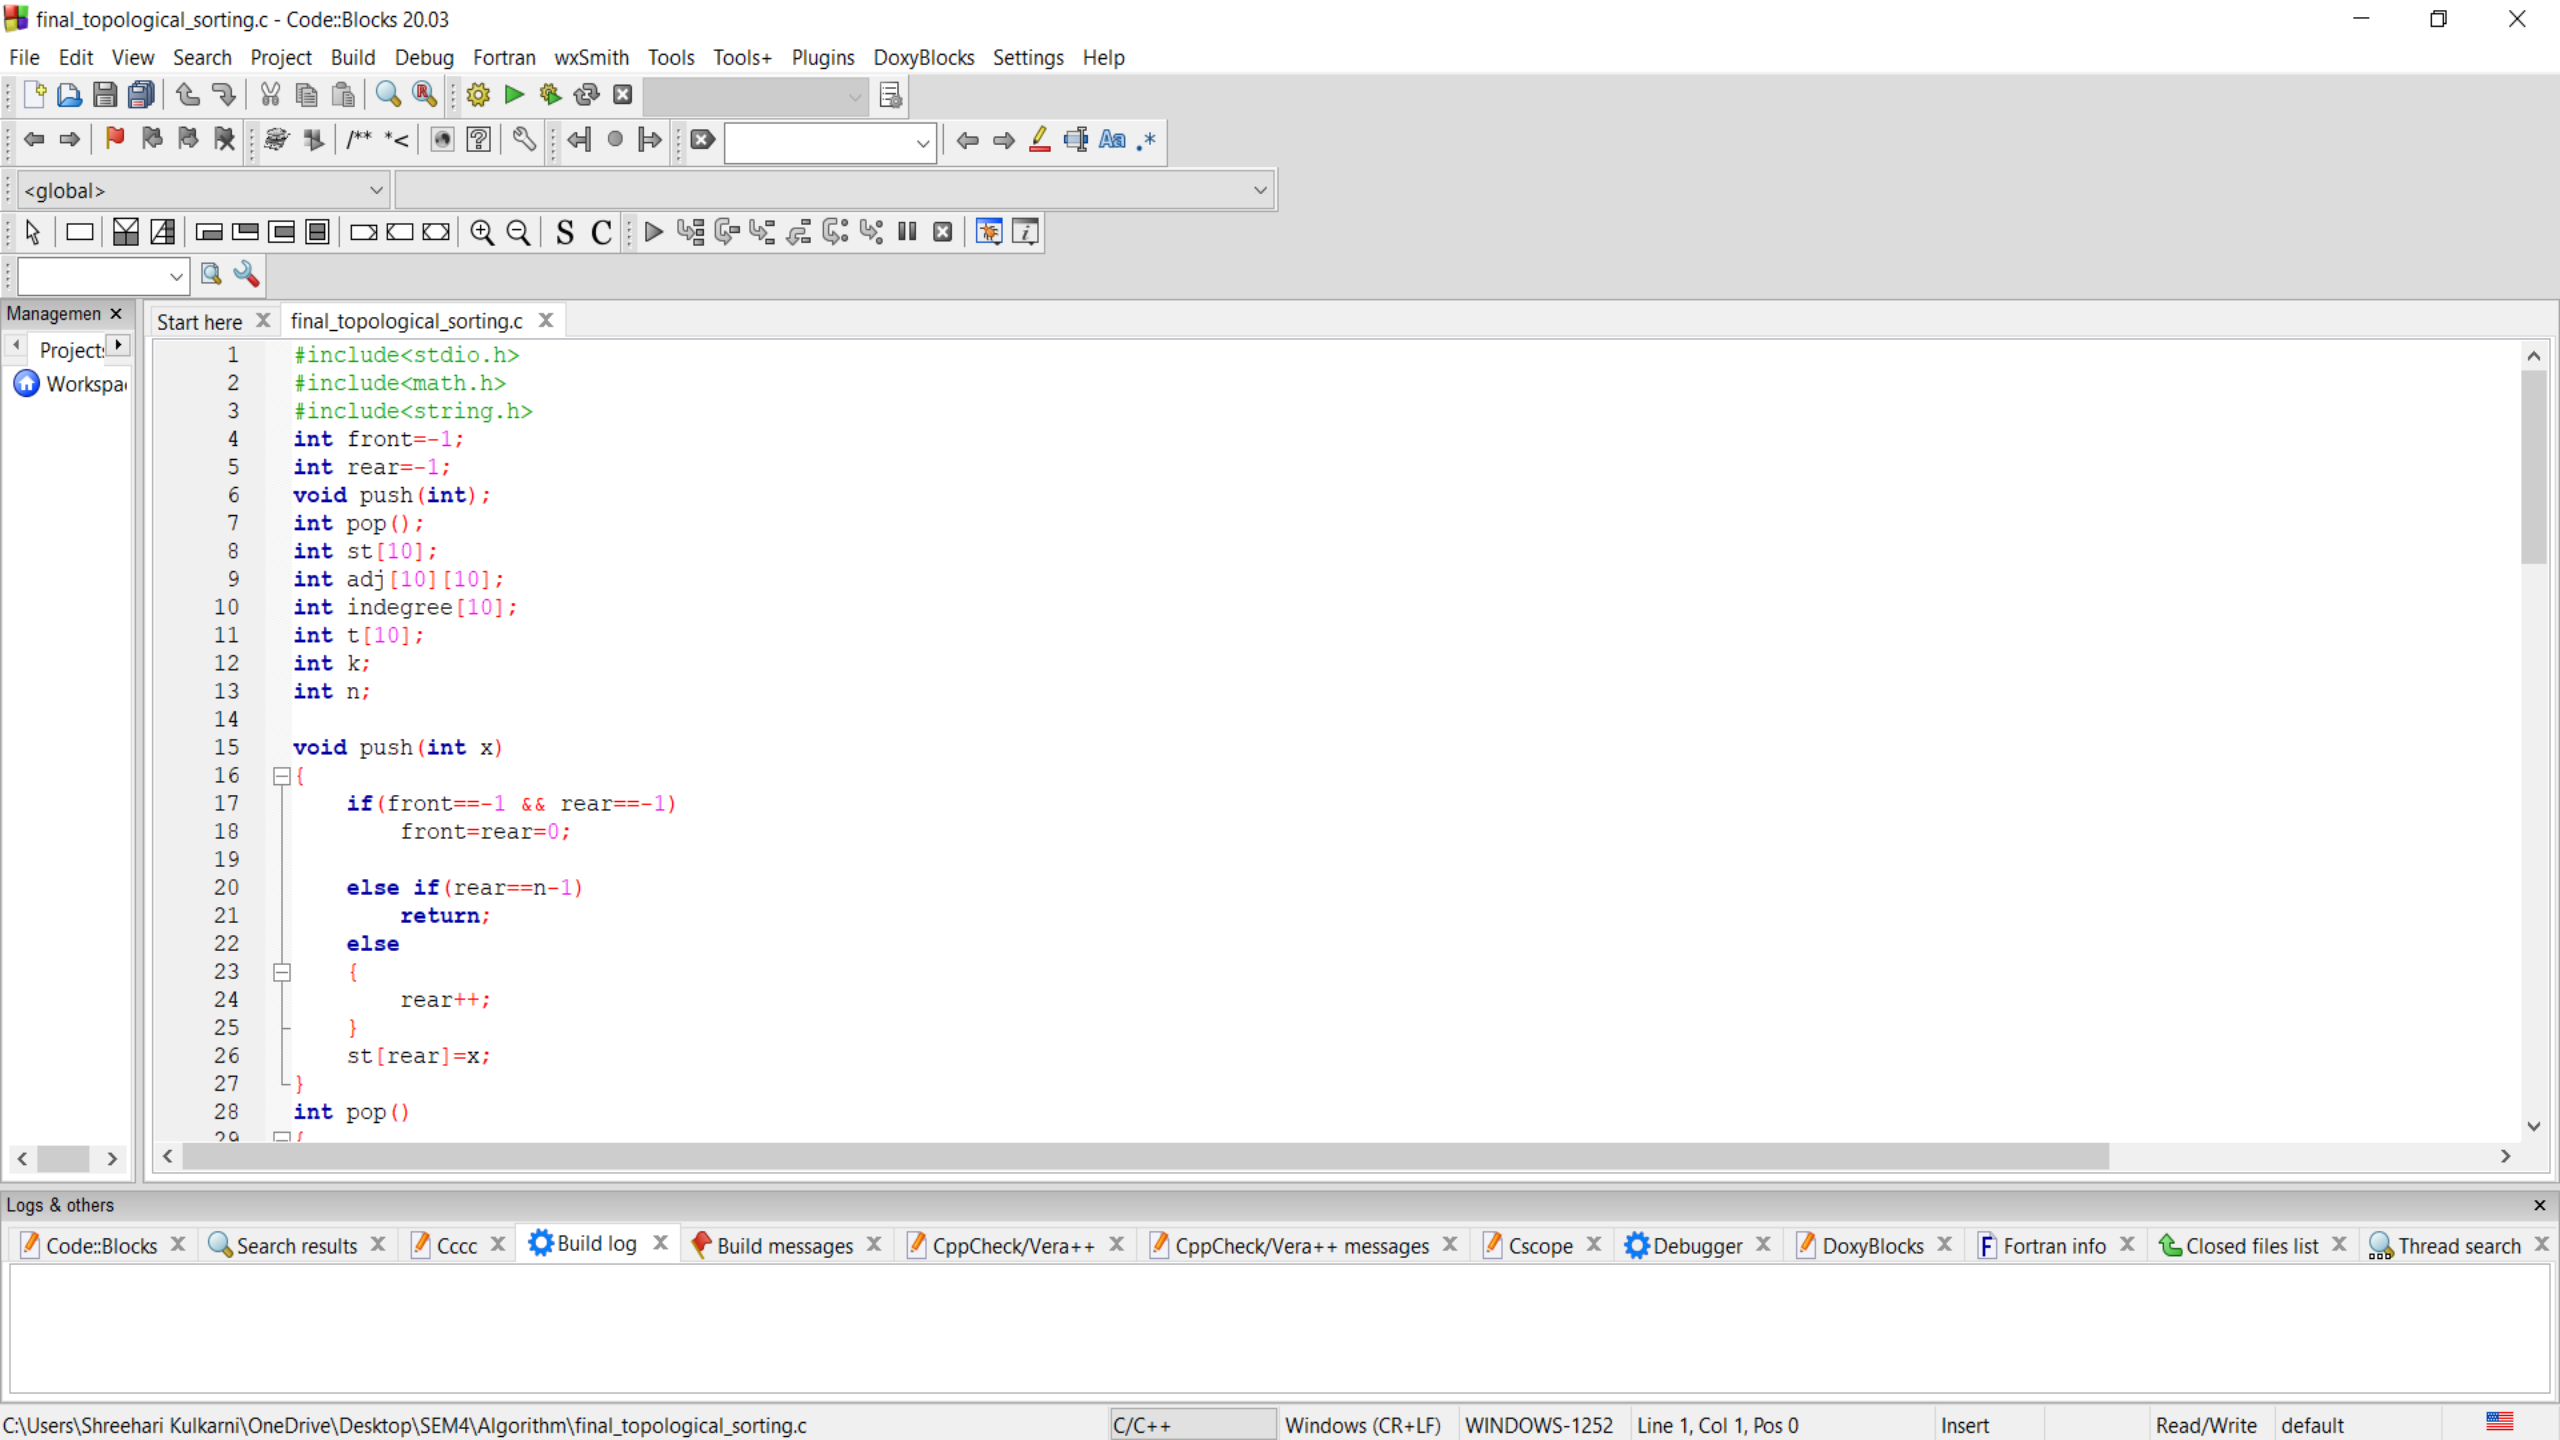 final_topological_sorting.c - Code::Blocks 20.03
File Edit View Search Project Build Debug Fortran wxSmith Tools Tools+ Plugins DoxyBlocks Settings Help
/** *< Aa .*
<global>
S C i
Managemen
Start here final_topological_sorting.c
Projects
Workspa
1 #include<stdio.h>
2 #include<math.h>
3 #include<string.h>
4 int front=-1;
5 int rear=-1;
6 void push(int);
7 int pop();
8 int st[10];
9 int adj[10][10];
10 int indegree[10];
11 int t[10];
12 int k;
13 int n;
14
15 void push(int x)
16 {
17 if(front==-1 && rear==-1)
18 front=rear=0;
19
20 else if(rear==n-1)
21 return;
22 else
23 {
24 rear++;
25 }
26 st[rear]=x;
27 }
28 int pop()
29 {
Logs & others
Code::Blocks Search results Cccc Build log Build messages CppCheck/Vera++ CppCheck/Vera++ messages Cscope Debugger DoxyBlocks Fortran info Closed files list Thread search
C:\Users\Shreehari Kulkarni\OneDrive\Desktop\SEM4\Algorithm\final_topological_sorting.c C/C++ Windows (CR+LF) WINDOWS-1252 Line 1, Col 1, Pos 0 Insert Read/Write default